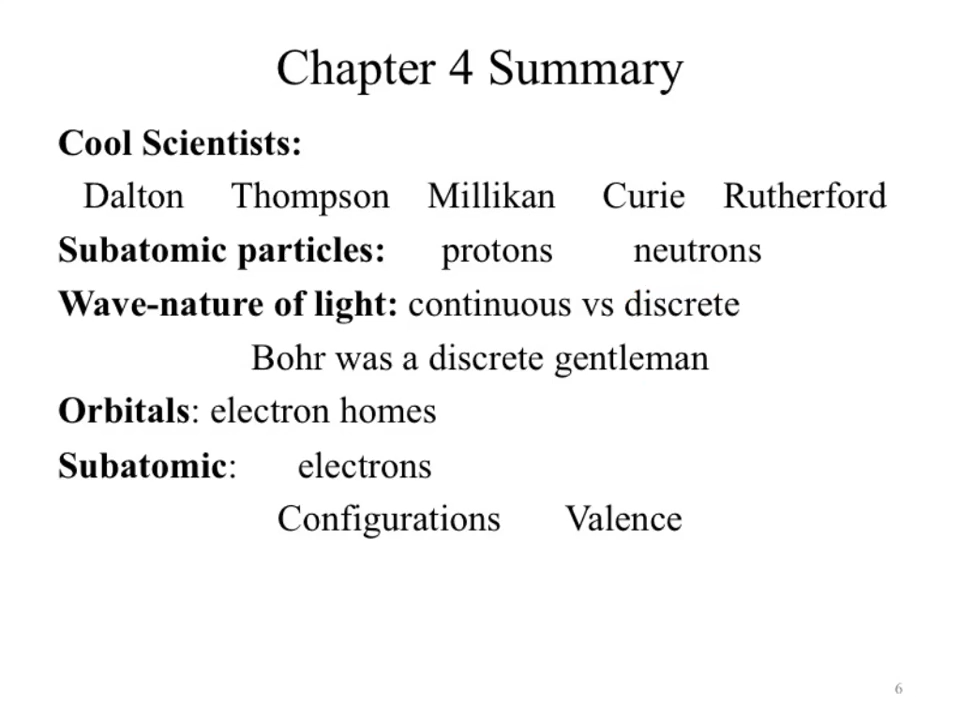 Chapter 4 Summary
Cool Scientists:
Dalton Thompson Millikan Curie Rutherford
Subatomic particles: protons neutrons
Wave-nature of light: continuous vs discrete
Bohr was a discrete gentleman
Orbitals: electron homes
Subatomic: electrons
Configurations Valence
6